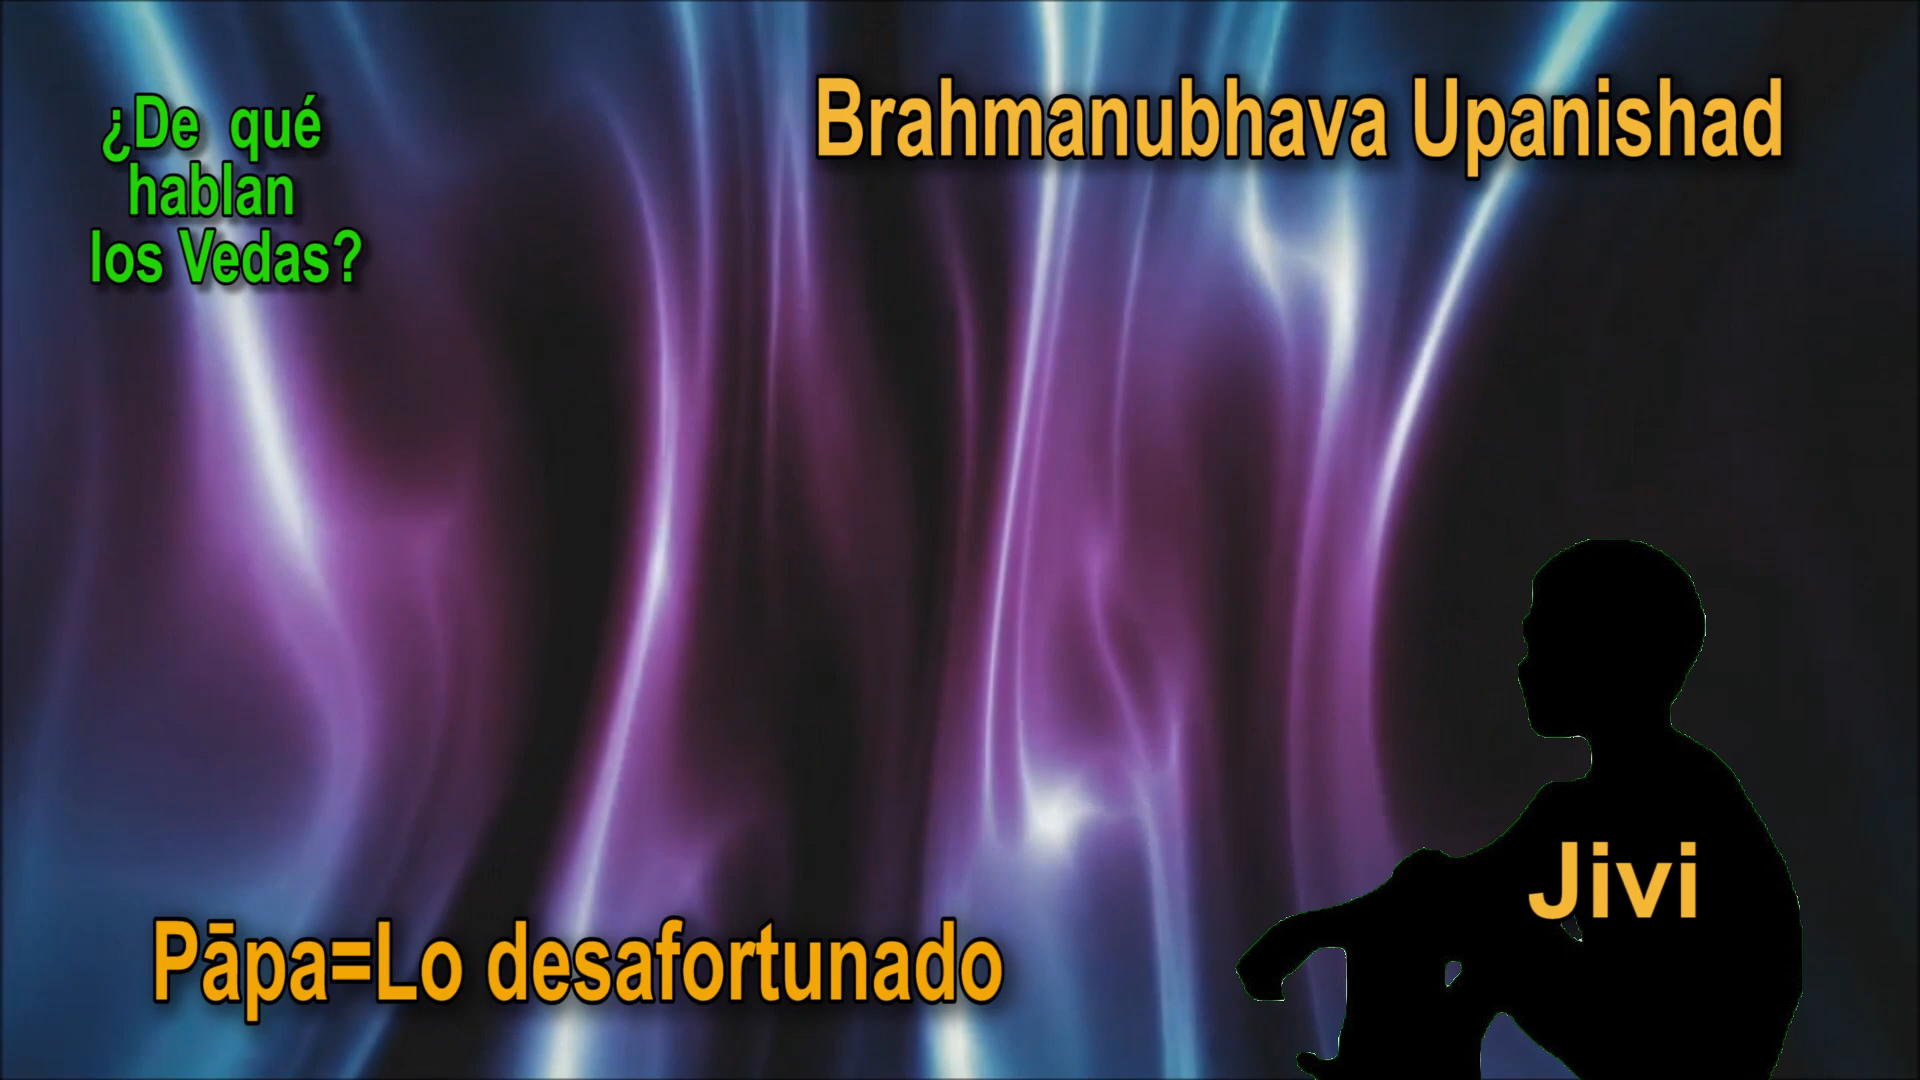 ¿De qué
hablan
los Vedas?
Brahmanubhava Upanishad
Jivi
Pāpa=Lo desafortunado